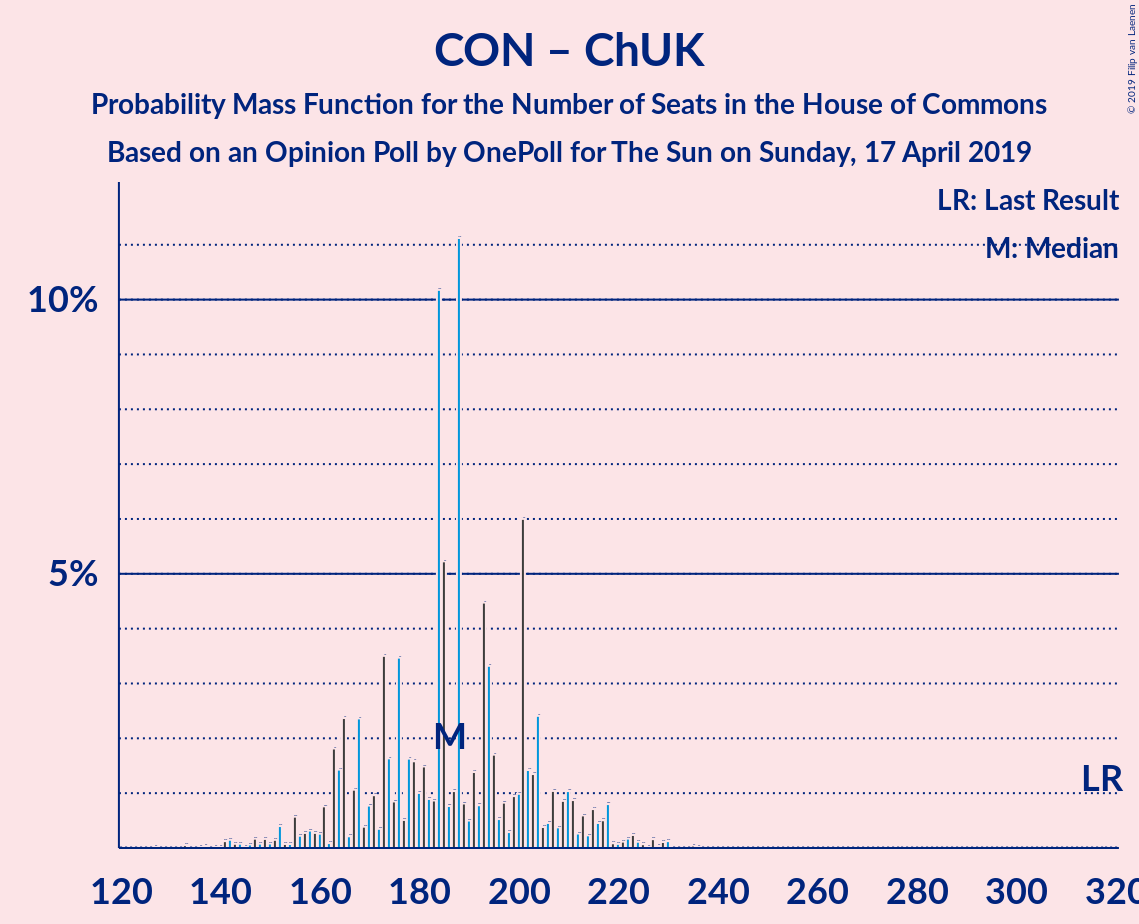 CON – ChUK
Probability Mass Function for the Number of Seats in the House of Commons
Based on an Opinion Poll by OnePoll for The Sun on Sunday, 17 April 2019
© 2019 Filip van Laenen
LR: Last Result
M: Median
10%
5%
M
LR
120 140 160 180 200 220 240 260 280 300 320